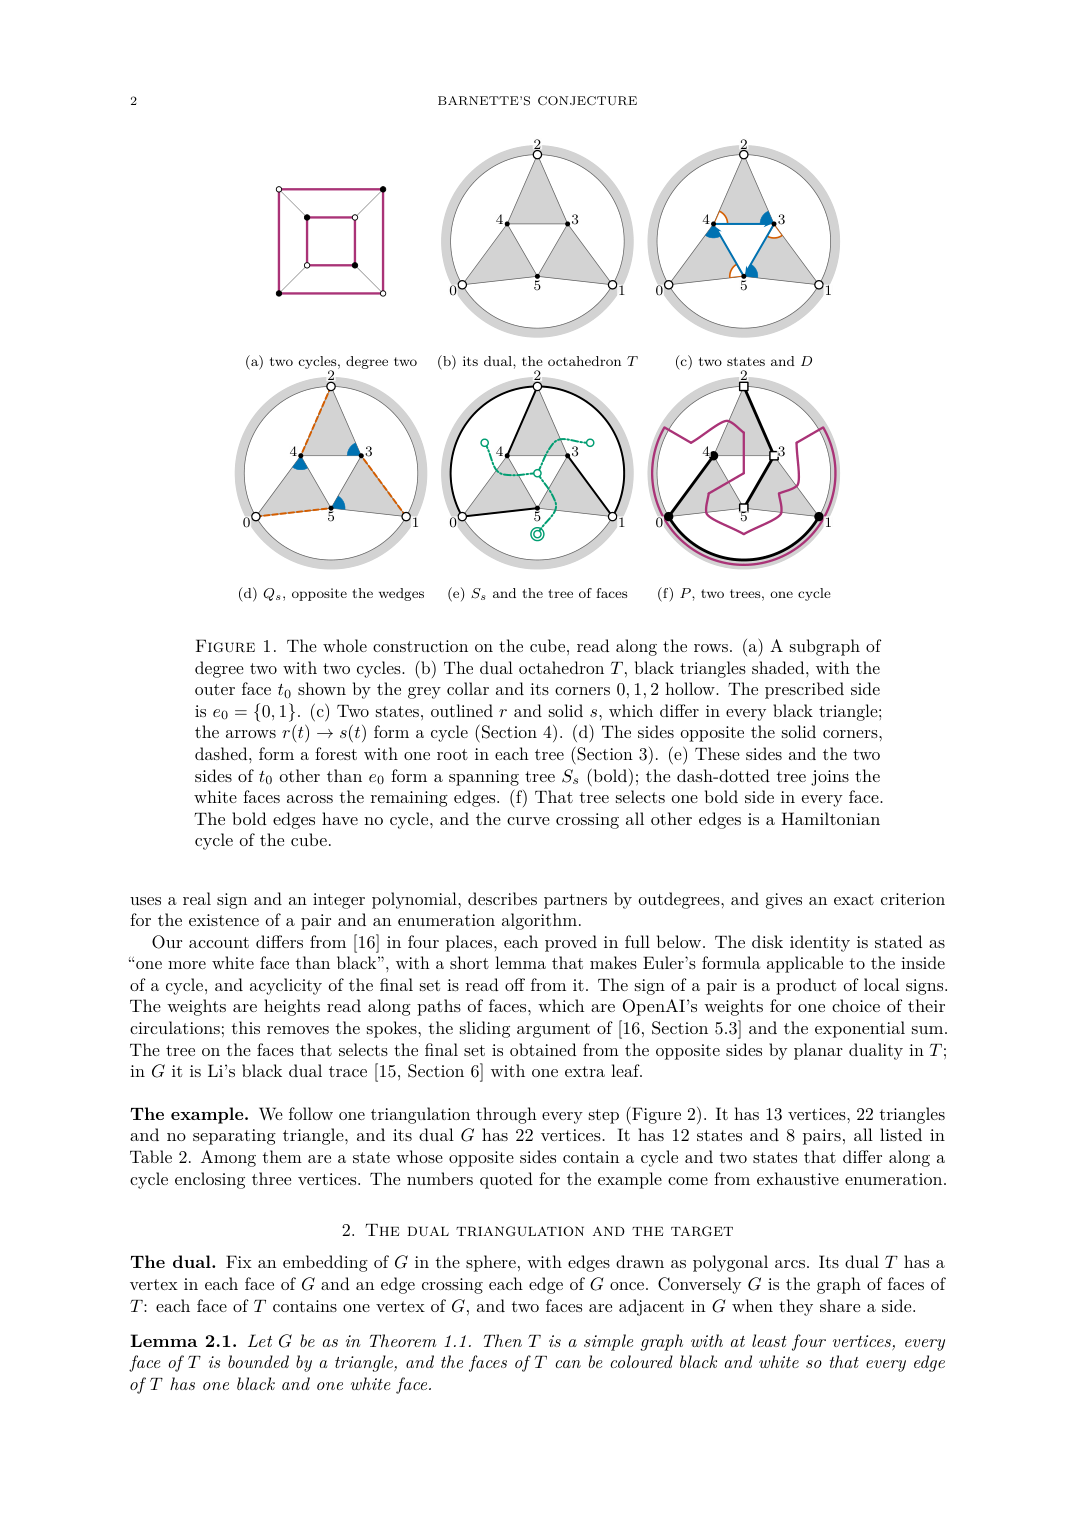 2
BARNETTE'S CONJECTURE
2
4
3
0
5
1
2
4
3
0
5
1
(a) two cycles, degree two
(b) its dual, the octahedron T
(c) two states and D
2
4
3
0
5
1
2
4
3
0
5
1
2
4
3
0
5
1
(d) Qₛ, opposite the wedges
(e) Sₛ and the tree of faces
(f) P, two trees, one cycle
FIGURE 1. The whole construction on the cube, read along the rows. (a) A subgraph of
degree two with two cycles. (b) The dual octahedron T, black triangles shaded, with the
outer face t₀ shown by the grey collar and its corners 0, 1, 2 hollow. The prescribed side
is e₀ = {0, 1}. (c) Two states, outlined r and solid s, which differ in every black triangle;
the arrows r(t) → s(t) form a cycle (Section 4). (d) The sides opposite the solid corners,
dashed, form a forest with one root in each tree (Section 3). (e) These sides and the two
sides of t₀ other than e₀ form a spanning tree Sₛ (bold); the dash-dotted tree joins the
white faces across the remaining edges. (f) That tree selects one bold side in every face.
The bold edges have no cycle, and the curve crossing all other edges is a Hamiltonian
cycle of the cube.
uses a real sign and an integer polynomial, describes partners by outdegrees, and gives an exact criterion
for the existence of a pair and an enumeration algorithm.
Our account differs from [16] in four places, each proved in full below. The disk identity is stated as
“one more white face than black”, with a short lemma that makes Euler's formula applicable to the inside
of a cycle, and acyclicity of the final set is read off from it. The sign of a pair is a product of local signs.
The weights are heights read along paths of faces, which are OpenAI's weights for one choice of their
circulations; this removes the spokes, the sliding argument of [16, Section 5.3] and the exponential sum.
The tree on the faces that selects the final set is obtained from the opposite sides by planar duality in T;
in G it is Li's black dual trace [15, Section 6] with one extra leaf.
The example. We follow one triangulation through every step (Figure 2). It has 13 vertices, 22 triangles
and no separating triangle, and its dual G has 22 vertices. It has 12 states and 8 pairs, all listed in
Table 2. Among them are a state whose opposite sides contain a cycle and two states that differ along a
cycle enclosing three vertices. The numbers quoted for the example come from exhaustive enumeration.
2. THE DUAL TRIANGULATION AND THE TARGET
The dual. Fix an embedding of G in the sphere, with edges drawn as polygonal arcs. Its dual T has a
vertex in each face of G and an edge crossing each edge of G once. Conversely G is the graph of faces of
T: each face of T contains one vertex of G, and two faces are adjacent in G when they share a side.
Lemma 2.1. Let G be as in Theorem 1.1. Then T is a simple graph with at least four vertices, every
face of T is bounded by a triangle, and the faces of T can be coloured black and white so that every edge
of T has one black and one white face.